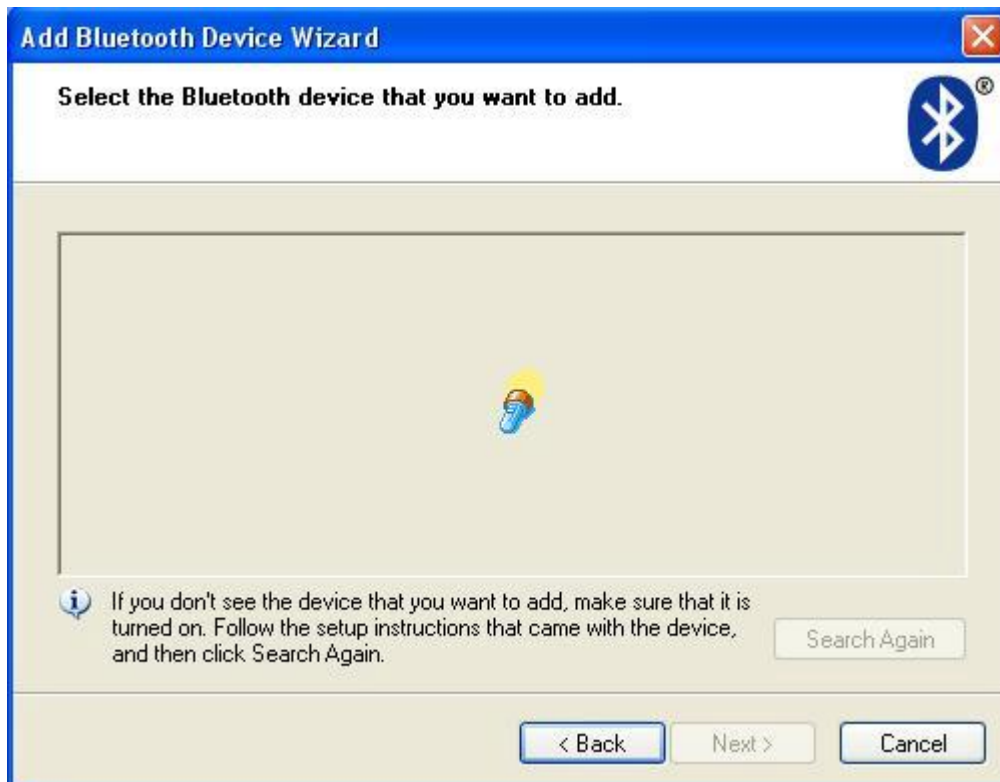 Add Bluetooth Device Wizard
Select the Bluetooth device that you want to add.
®
If you don't see the device that you want to add, make sure that it is
turned on. Follow the setup instructions that came with the device,
and then click Search Again.
Search Again
< Back
Next >
Cancel